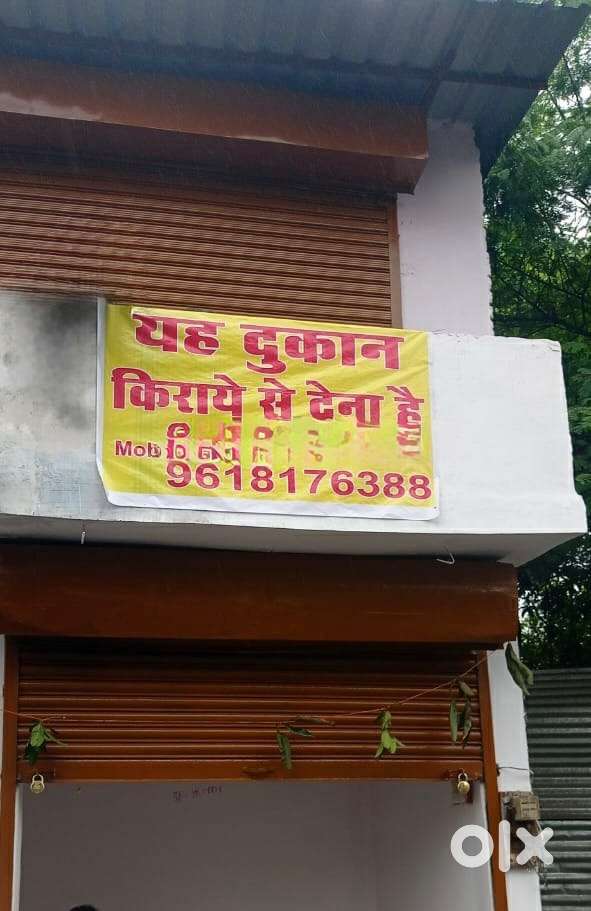 यह दुकान
किराये से देना है
Mob
9618176388
olx